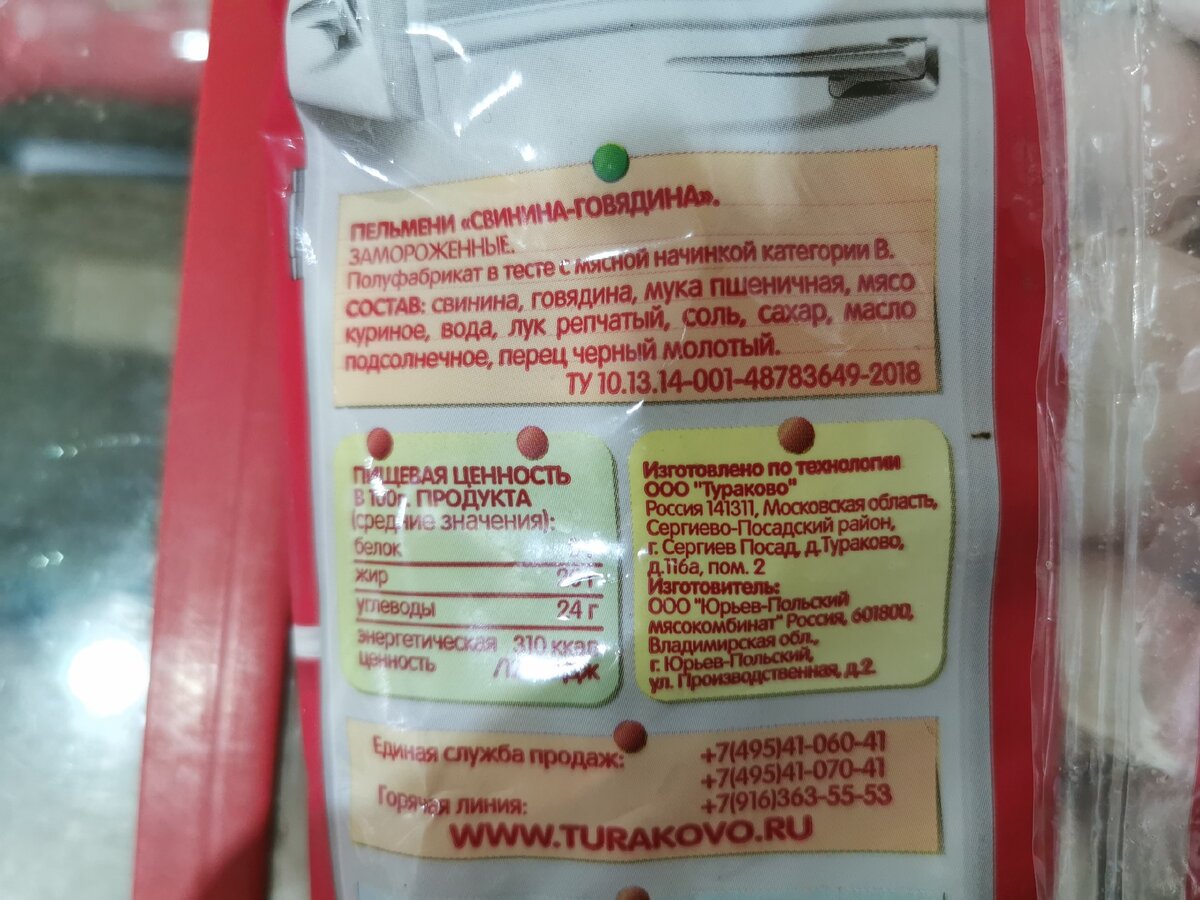 ПЕЛЬМЕНИ «СВИНИНА-ГОВЯДИНА».
ЗАМОРОЖЕННЫЕ.
Полуфабрикат в тесте с мясной начинкой категории В.
СОСТАВ: свинина, говядина, мука пшеничная, мясо
куриное, вода, лук репчатый, соль, сахар, масло
подсолнечное, перец черный молотый.
ТУ 10.13.14-001-48783649-2018
ПИЩЕВАЯ ЦЕННОСТЬ
В 100г. ПРОДУКТА
(средние значения):
белок
жир
углеводы 24 г
энергетическая 310 ккал
ценность
Изготовлено по технологии
ООО "Тураково"
Россия 141311, Московская область,
Сергиево-Посадский район,
г. Сергиев Посад, д.Тураково,
д.116а, пом. 2
Изготовитель:
ООО "Юрьев-Польский
мясокомбинат" Россия, 601800,
Владимирская обл.,
г. Юрьев-Польский,
ул. Производственная, д.2.
Единая служба продаж: +7(495)41-060-41
+7(495)41-070-41
Горячая линия: +7(916)363-55-53
WWW.TURAKOVO.RU